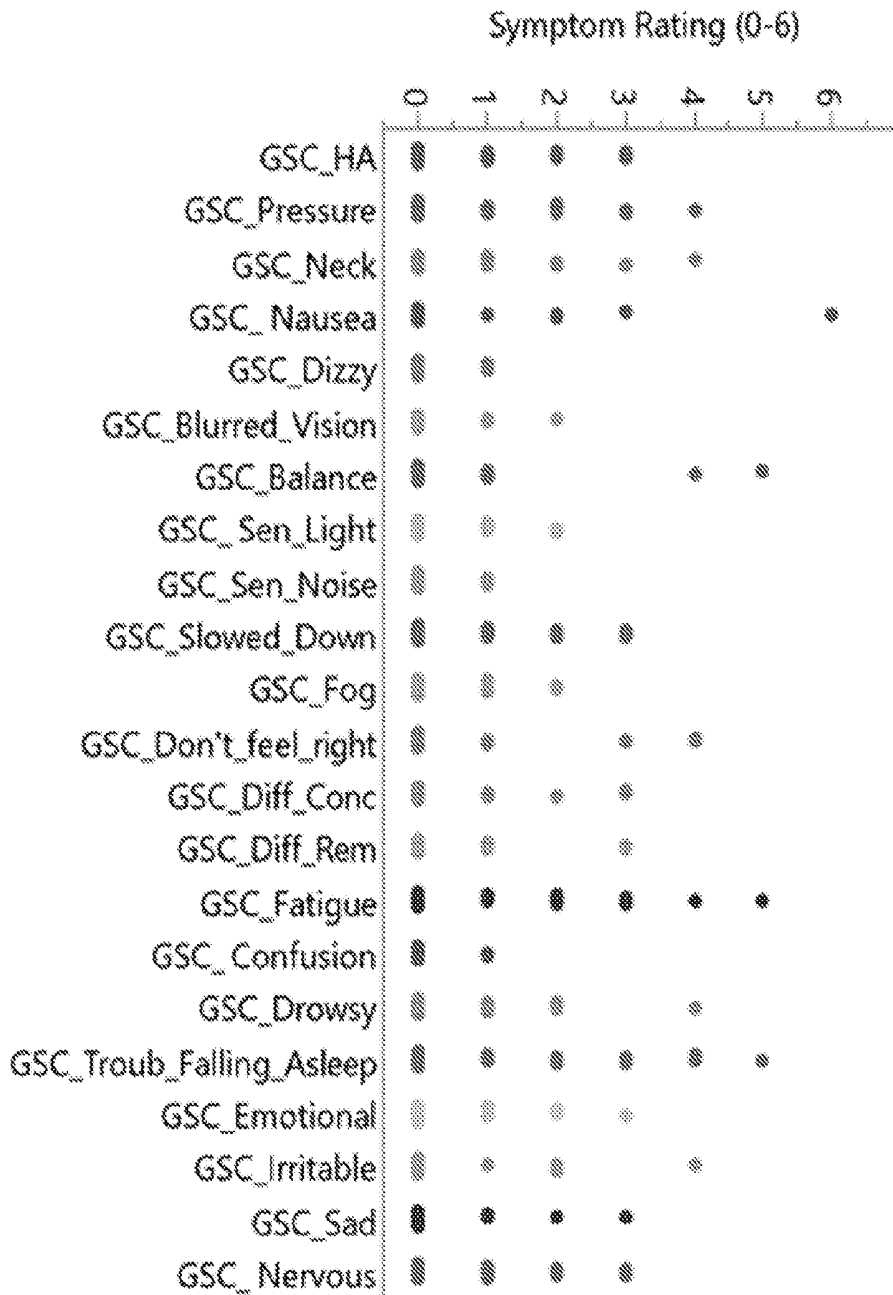 Symptom Rating (0-6)
0 1 2 3 4 5 6
GSC_HA
GSC_Pressure
GSC_Neck
GSC_ Nausea
GSC_Dizzy
GSC_Blurred_Vision
GSC_Balance
GSC_ Sen_Light
GSC_Sen_Noise
GSC_Slowed_Down
GSC_Fog
GSC_Don't_feel_right
GSC_Diff_Conc
GSC_Diff_Rem
GSC_Fatigue
GSC_ Confusion
GSC_Drowsy
GSC_Troub_Falling_Asleep
GSC_Emotional
GSC_Irritable
GSC_Sad
GSC_ Nervous